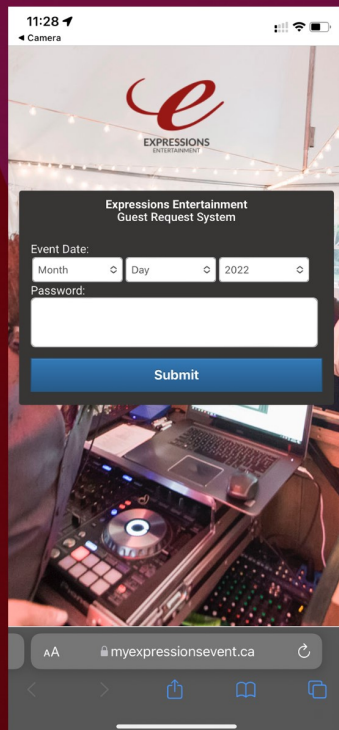 11:28
◀ Camera
EXPRESSIONS
ENTERTAINMENT
Expressions Entertainment
Guest Request System
Event Date:
Month Day 2022
Password:
Submit
AA myexpressionsevent.ca